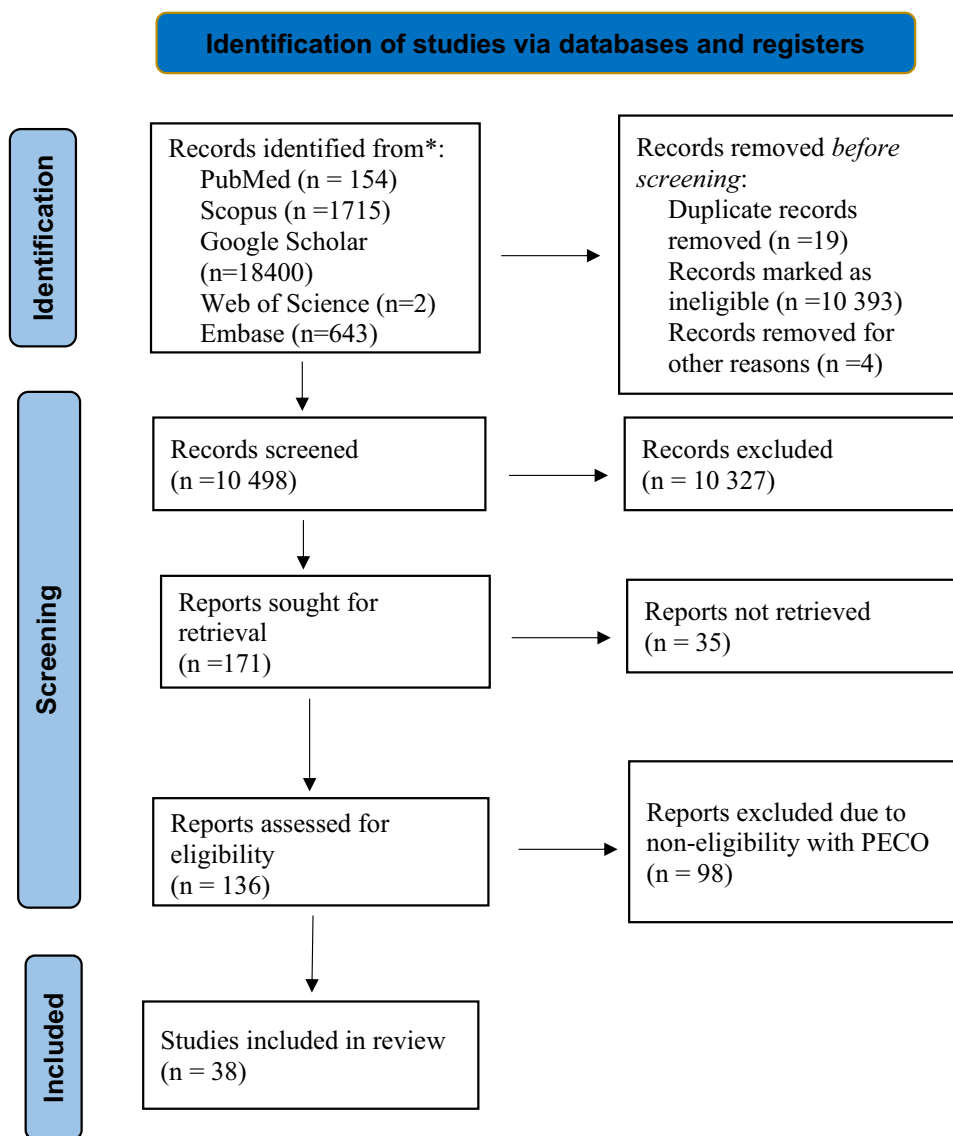 Identification of studies via databases and registers
Identification
Records identified from*:
PubMed (n = 154)
Scopus (n =1715)
Google Scholar
(n=18400)
Web of Science (n=2)
Embase (n=643)
Records removed before
screening:
Duplicate records
removed (n =19)
Records marked as
ineligible (n =10 393)
Records removed for
other reasons (n =4)
Screening
Records screened
(n =10 498)
Records excluded
(n = 10 327)
Reports sought for
retrieval
(n =171)
Reports not retrieved
(n = 35)
Reports assessed for
eligibility
(n = 136)
Reports excluded due to
non-eligibility with PECO
(n = 98)
Included
Studies included in review
(n = 38)